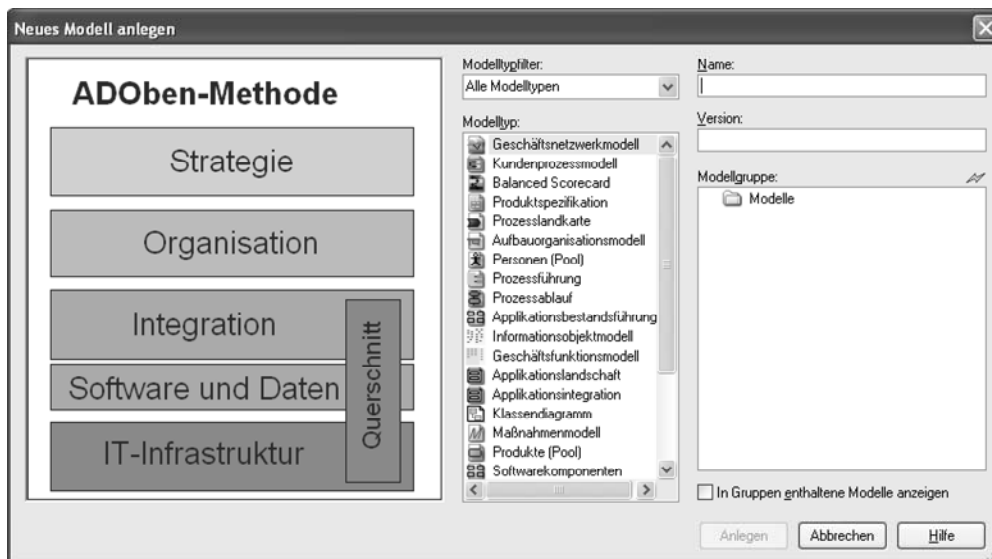 Neues Modell anlegen
ADOben-Methode
Strategie
Organisation
Integration
Software und Daten
IT-Infrastruktur
Querschnitt
Modelltypfilter:
Alle Modelltypen
Modelltyp:
Geschäftsnetzwerkmodell
Kundenprozessmodell
Balanced Scorecard
Produktspezifikation
Prozesslandkarte
Aufbauorganisationsmodell
Personen (Pool)
Prozessführung
Prozessablauf
Applikationsbestandsführung
Informationsobjektmodell
Geschäftsfunktionsmodell
Applikationslandschaft
Applikationsintegration
Klassendiagramm
Maßnahmenmodell
Produkte (Pool)
Softwarekomponenten
Name:
Version:
Modellgruppe:
Modelle
In Gruppen enthaltene Modelle anzeigen
Anlegen
Abbrechen
Hilfe